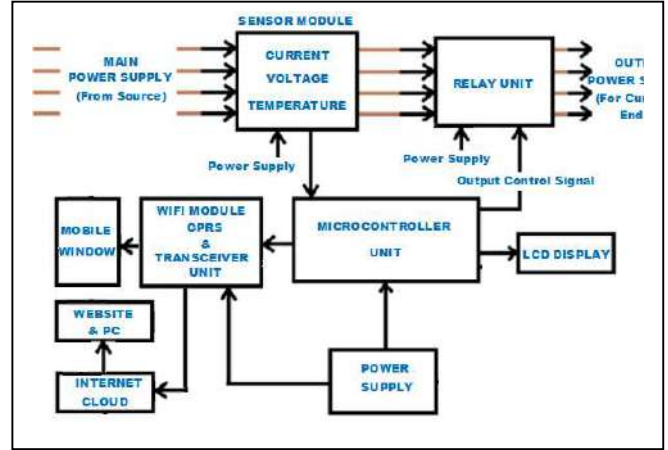 SENSOR MODULE
MAIN
POWER SUPPLY
(From Source)
CURRENT
VOLTAGE
TEMPERATURE
RELAY UNIT
OUT
POWER S
(For Cu
End
Power Supply
Power Supply
Output Control Signal
MOBILE
WINDOW
WIFI MODULE
GPRS
&
TRANSCEIVER
UNIT
MICROCONTROLLER
UNIT
LCD DISPLAY
WEBSITE
& PC
INTERNET
CLOUD
POWER
SUPPLY